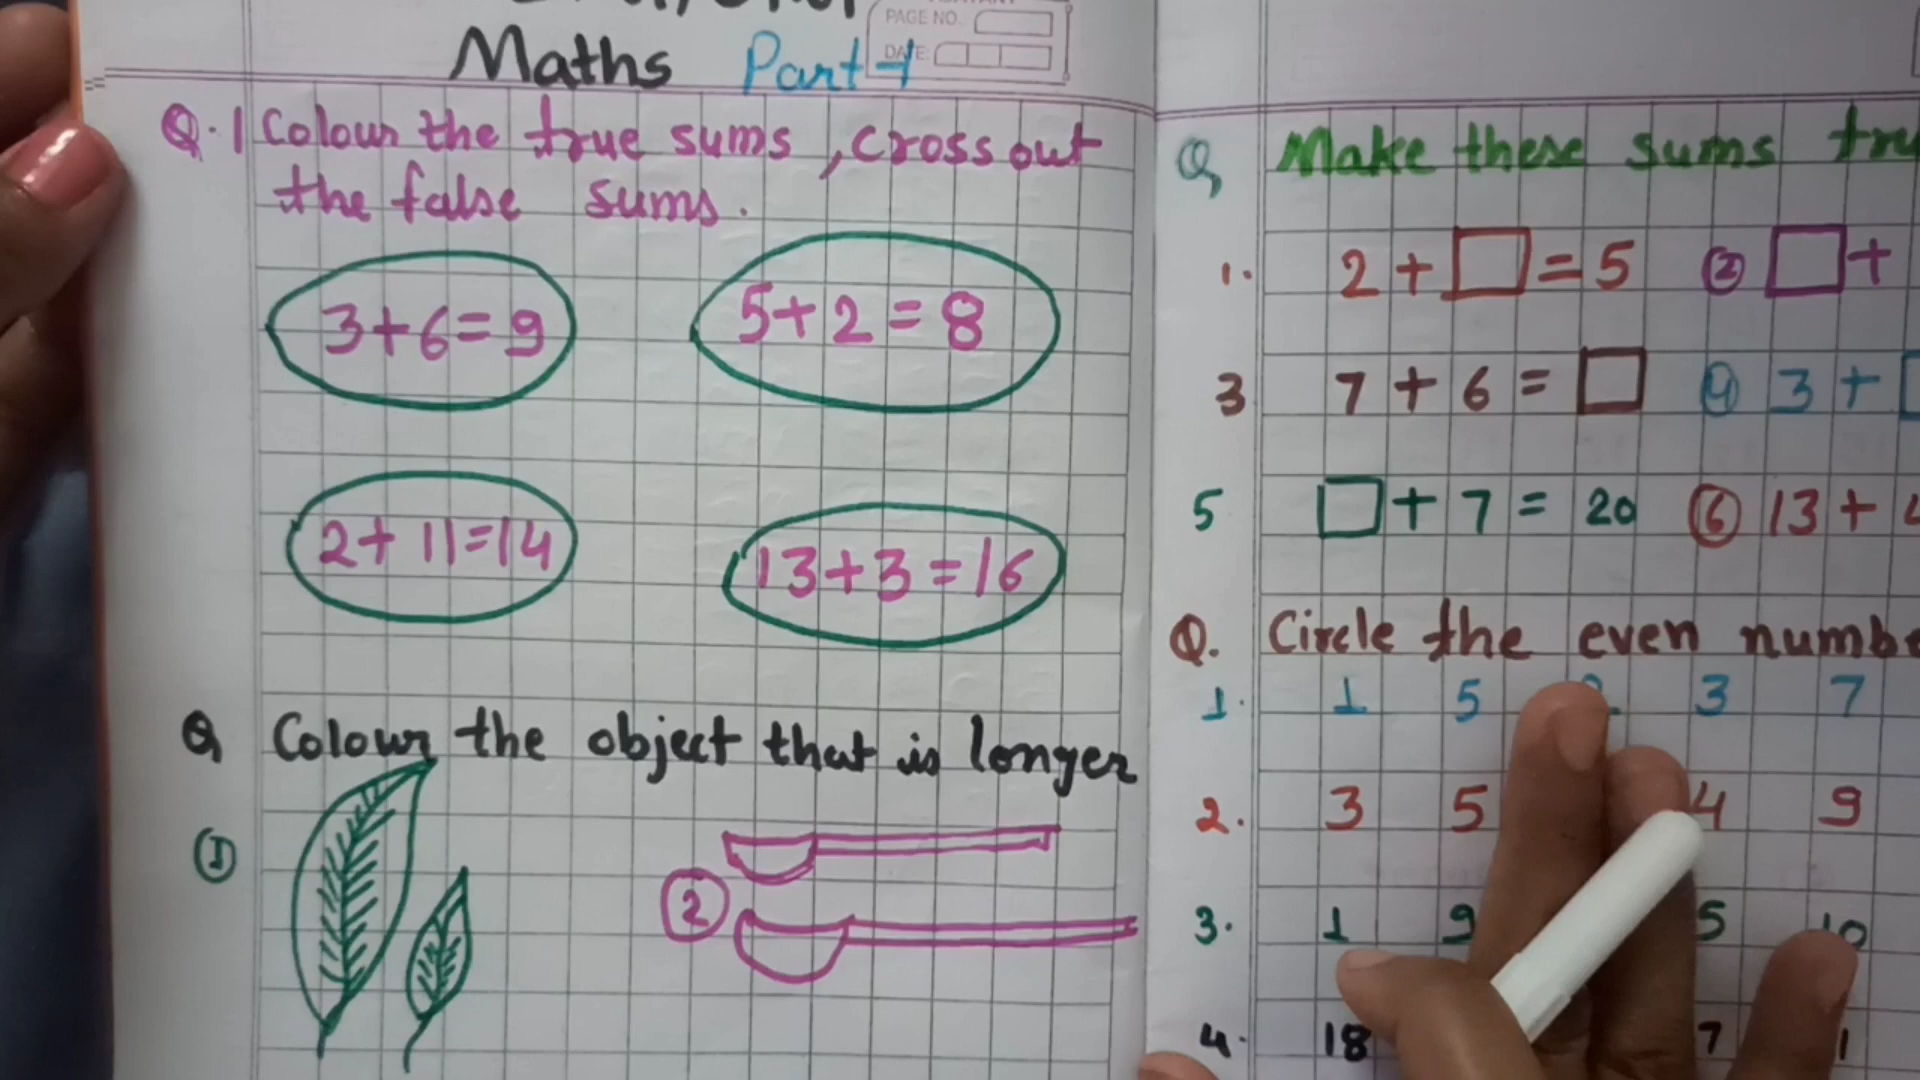 PAGE NO.
DATE:
Maths Part-1
Q.1 Colour the true sums, cross out
the false sums.
3+6=9
5+2=8
2+11=14
13+3=16
Q Colour the object that is longer
1
2
Q Make these sums
1. 2+□=5 2 □+
3 7+6=□ 4 3+
5 □+7=20 6 13+
Q. Circle the even
1. 1 5 3 7
2. 3 5 4 9
3. 1 9 5 10
4. 18 7 1